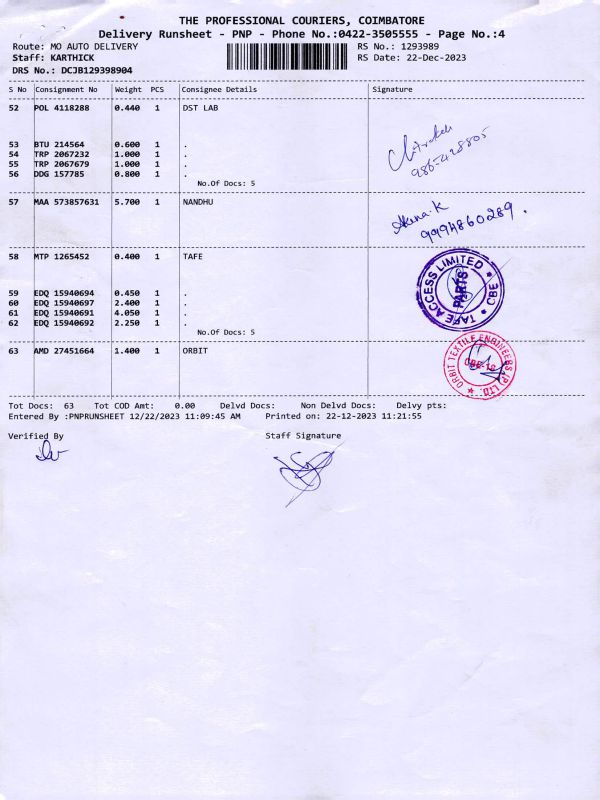 THE PROFESSIONAL COURIERS, COIMBATORE
Delivery Runsheet - PNP - Phone No.:0422-3505555 - Page No.:4
Route: MO AUTO DELIVERY
RS No.: 1293989
Staff: KARTHICK
RS Date: 22-Dec-2023
DRS No.: DCJB129398904
S No Consignment No Weight PCS Consignee Details Signature
52 POL 4118288 0.440 1 DST LAB
53 BTU 214564 0.600 1 .
54 TRP 2067232 1.000 1 .
55 TRP 2067679 1.000 1 .
56 DDG 157785 0.800 1 .
No.Of Docs: 5
57 MAA 573857631 5.700 1 NANDHU
9994860289.
58 MTP 1265452 0.400 1 TAFE
TAFE ACCESS LIMITED * CBE *
PARTS
59 EDQ 15940694 0.450 1 .
60 EDQ 15940697 2.400 1 .
61 EDQ 15940691 4.050 1 .
62 EDQ 15940692 2.250 1 .
No.Of Docs: 5
63 AMD 27451664 1.400 1 ORBIT
ORBIT TEXTILE ENGINEERS (P) LTD. *
Tot Docs: 63 Tot COD Amt: 0.00 Delvd Docs: Non Delvd Docs: Delvy pts:
Entered By :PNPRUNSHEET 12/22/2023 11:09:45 AM Printed on: 22-12-2023 11:21:55
Verified By Staff Signature